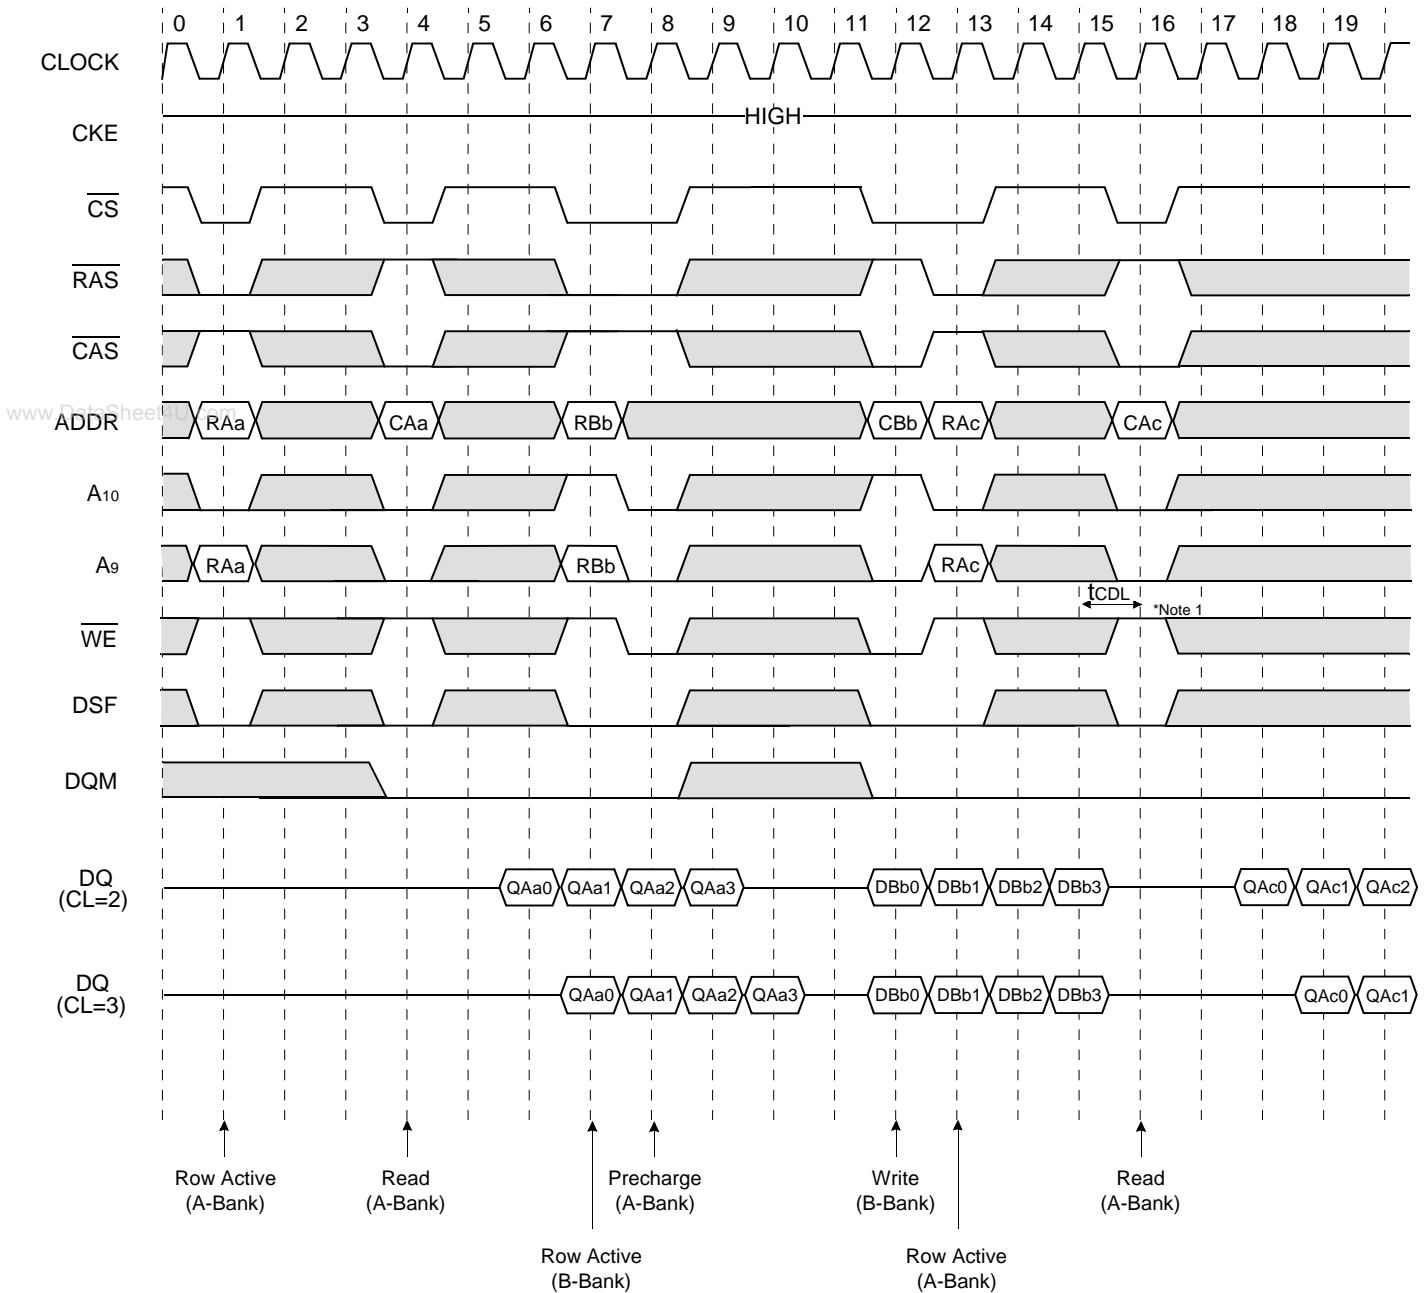 0 1 2 3 4 5 6 7 8 9 10 11 12 13 14 15 16 17 18 19
CLOCK
CKE
HIGH
CS
RAS
CAS
www.DataSheet4U.com
ADDR RAa CAa RBb CBb RAc CAc
A10
A9 RAa RBb RAc
tCDL
*Note 1
WE
DSF
DQM
DQ
(CL=2)
QAa0 QAa1 QAa2 QAa3 DBb0 DBb1 DBb2 DBb3 QAc0 QAc1 QAc2
DQ
(CL=3)
QAa0 QAa1 QAa2 QAa3 DBb0 DBb1 DBb2 DBb3 QAc0 QAc1
Row Active
(A-Bank)
Read
(A-Bank)
Precharge
(A-Bank)
Write
(B-Bank)
Read
(A-Bank)
Row Active
(B-Bank)
Row Active
(A-Bank)